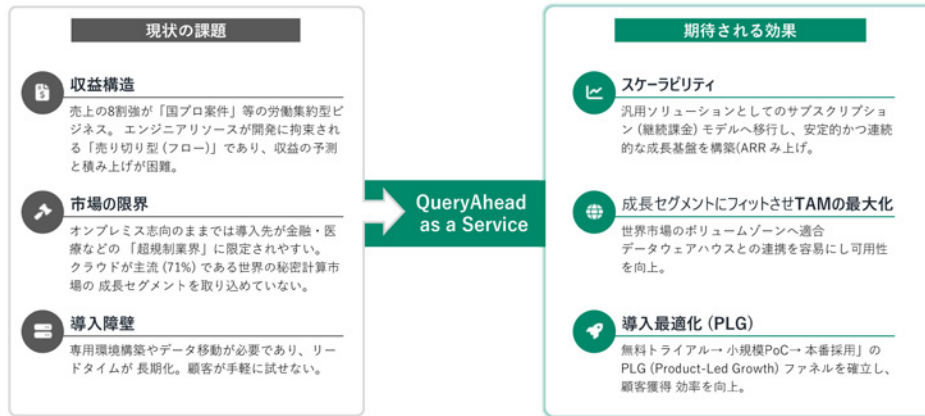 現状の課題
収益構造
売上の8割強が「国プロ案件」等の労働集約型ビ
ジネス。 エンジニアリソースが開発に拘束され
る「売り切り型 (フロー)」であり、収益の予測
と積み上げが困難。
市場の限界
オンプレミス志向のままでは導入先が金融・医
療などの 「超規制業界」に限定されやすい。
クラウドが主流 (71%) である世界の秘密計算市
場の 成長セグメントを取り込めていない。
導入障壁
専用環境構築やデータ移動が必要であり、リー
ドタイムが 長期化。顧客が手軽に試せない。
QueryAhead
as a Service
期待される効果
スケーラビリティ
汎用ソリューションとしてのサブスクリプショ
ン (継続課金) モデルへ移行し、安定的かつ連続
的な成長基盤を構築(ARR み上げ。
成長セグメントにフィットさせTAMの最大化
世界市場のボリュームゾーンへ適合
データウェアハウスとの連携を容易にし可用性
を向上。
導入最適化 (PLG)
無料トライアル→ 小規模PoC→ 本番採用」の
PLG (Product-Led Growth) ファネルを確立し、
顧客獲得 効率を向上。